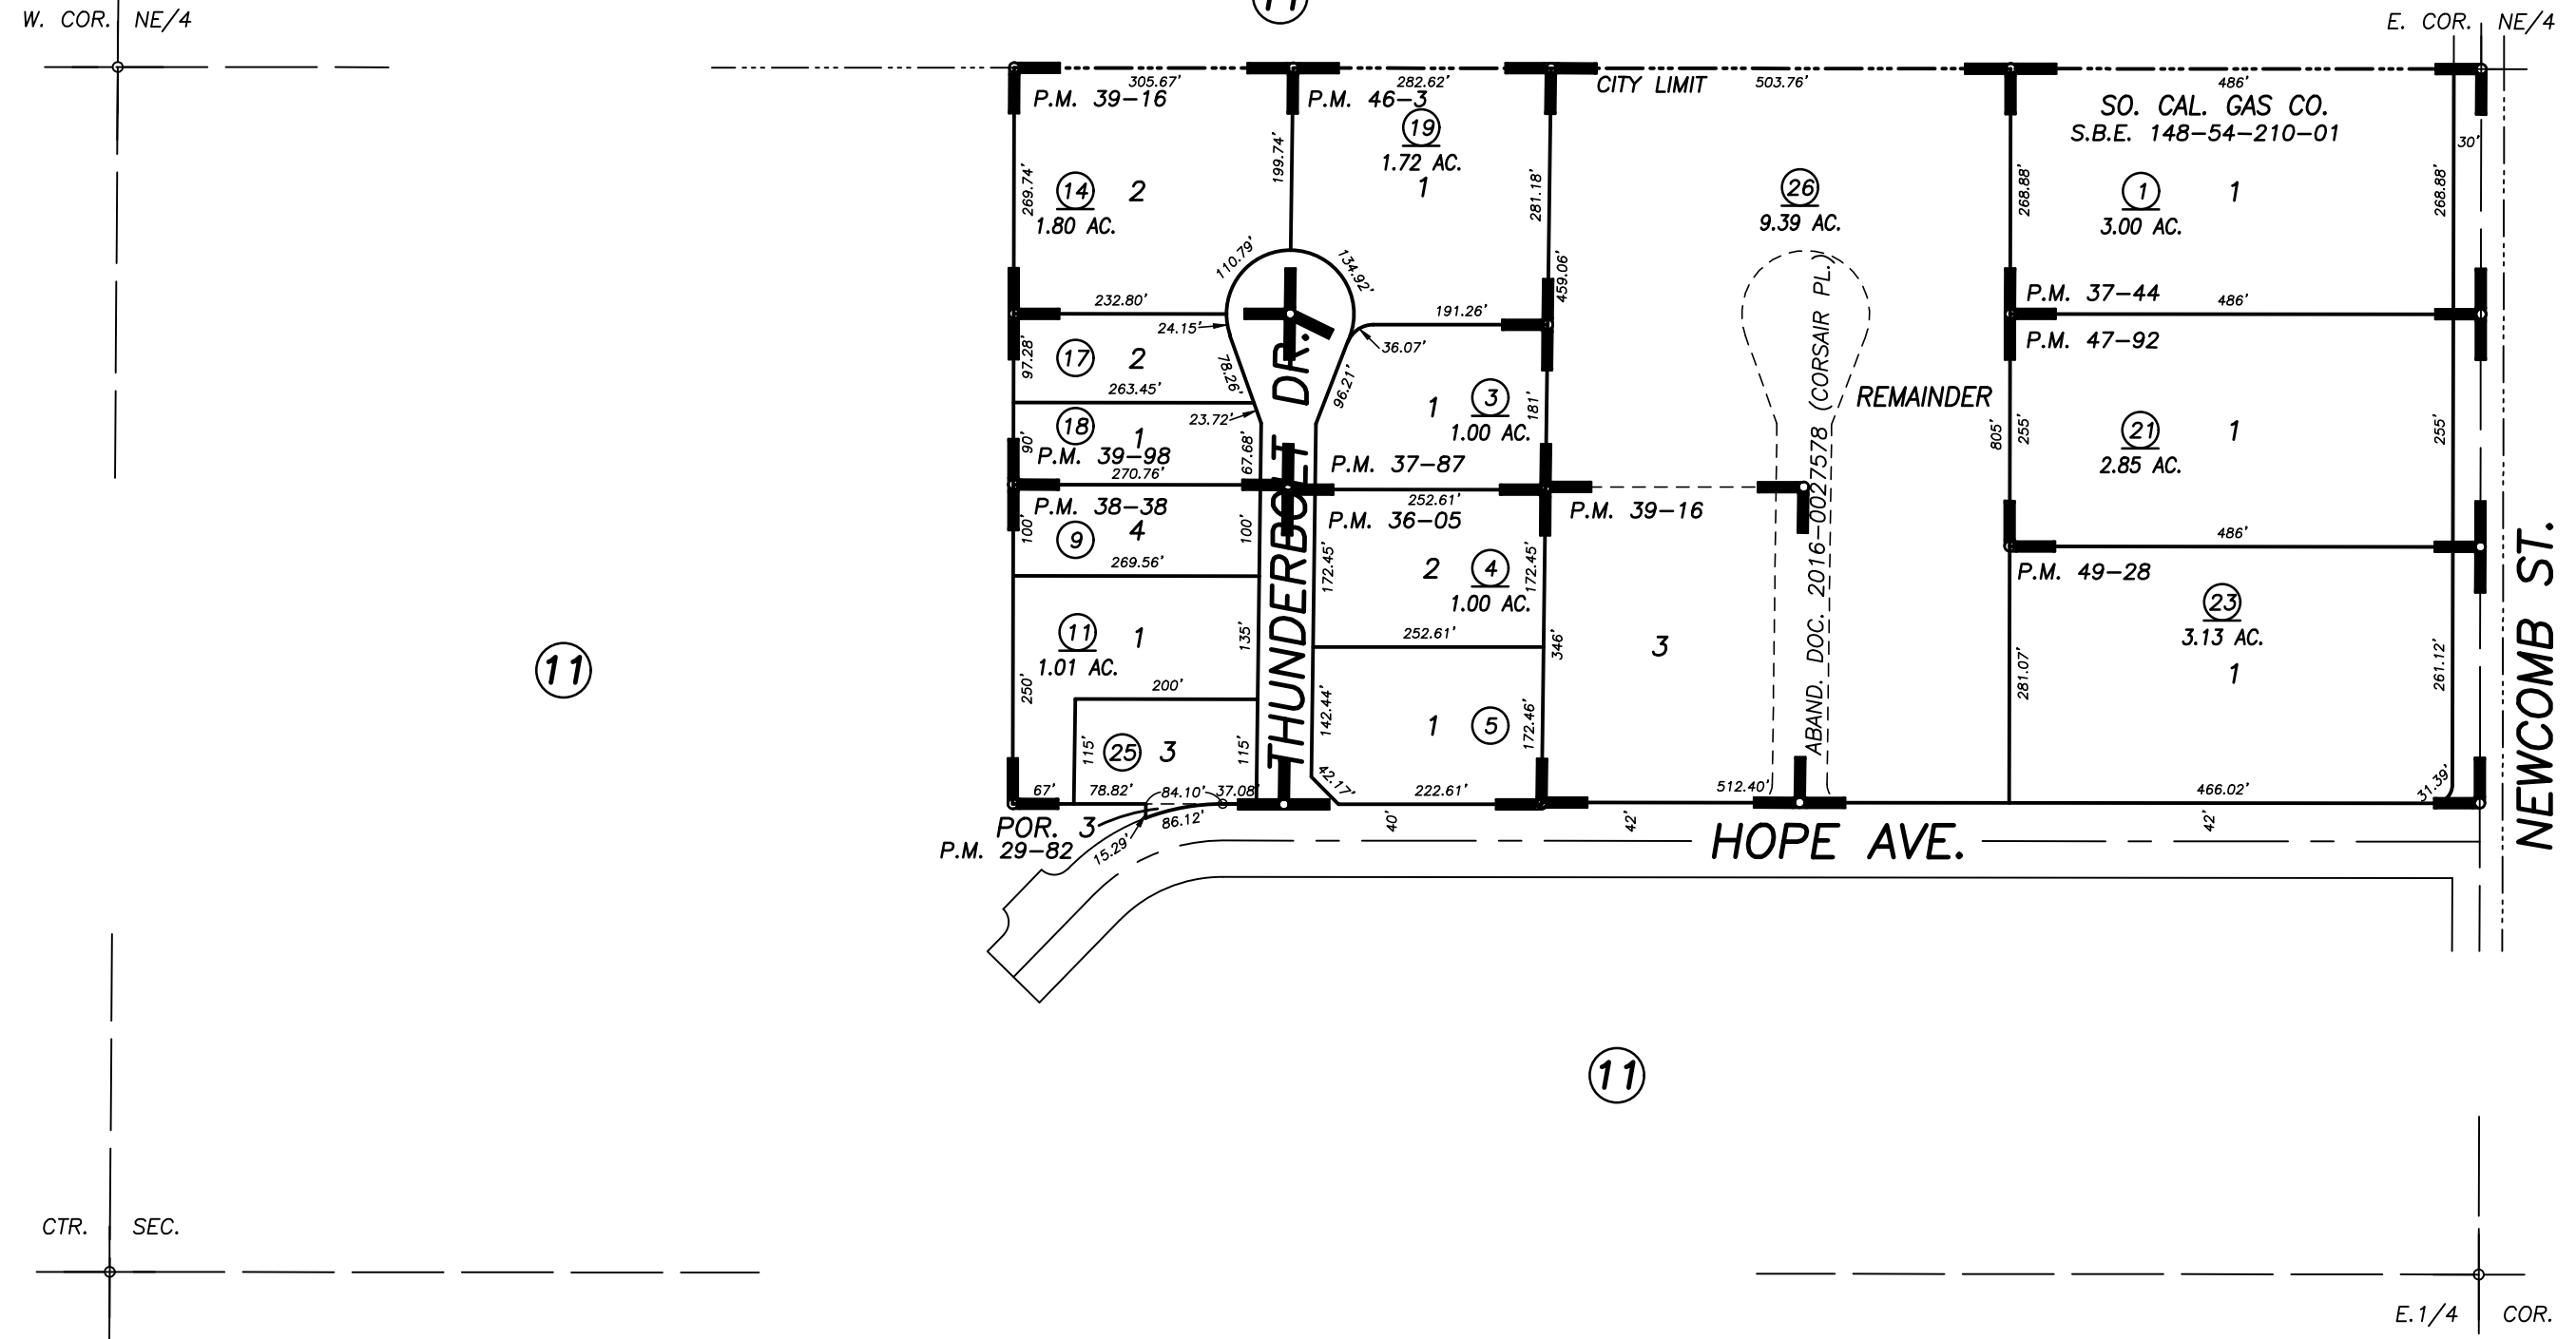 W. COR. NE/4
11
E. COR. NE/4
305.67'
P.M. 39-16
282.62'
P.M. 46-3
CITY LIMIT
503.76'
486'
SO. CAL. GAS CO.
S.B.E. 148-54-210-01
30'
269.74'
14 2
1.80 AC.
199.74'
19
1.72 AC.
1
281.18'
26
9.39 AC.
268.88'
1 1
3.00 AC.
268.88'
110.79'
134.92'
459.06'
232.80'
24.15'
191.26'
36.07'
P.M. 37-44
486'
P.M. 47-92
97.28'
17 2
78.26'
263.45'
96.21'
1 3
1.00 AC.
181'
REMAINDER
805'
255'
21 1
2.85 AC.
255'
23.72'
90'
18
1
P.M. 39-98
270.76'
67.68'
P.M. 37-87
252.61'
P.M. 38-38
100'
9 4
100'
269.56'
P.M. 36-05
172.45'
2 4
1.00 AC.
172.45'
P.M. 39-16
486'
P.M. 49-28
23
3.13 AC.
1
281.07'
261.12'
THUNDERBOLT DR.
ABAND. DOC. 2016-0027578 (CORSAIR PL.)
NEWCOMB ST.
11
11 1
1.01 AC.
135'
252.61'
346'
3
250'
200'
142.44'
1 5
172.46'
115'
25 3
115'
67'
78.82'
84.10'
37.08'
42.17'
222.61'
512.40'
466.02'
31.39'
POR. 3
P.M. 29-82
86.12'
15.29'
40'
42'
42'
HOPE AVE.
11
CTR. SEC.
E.1/4 COR.